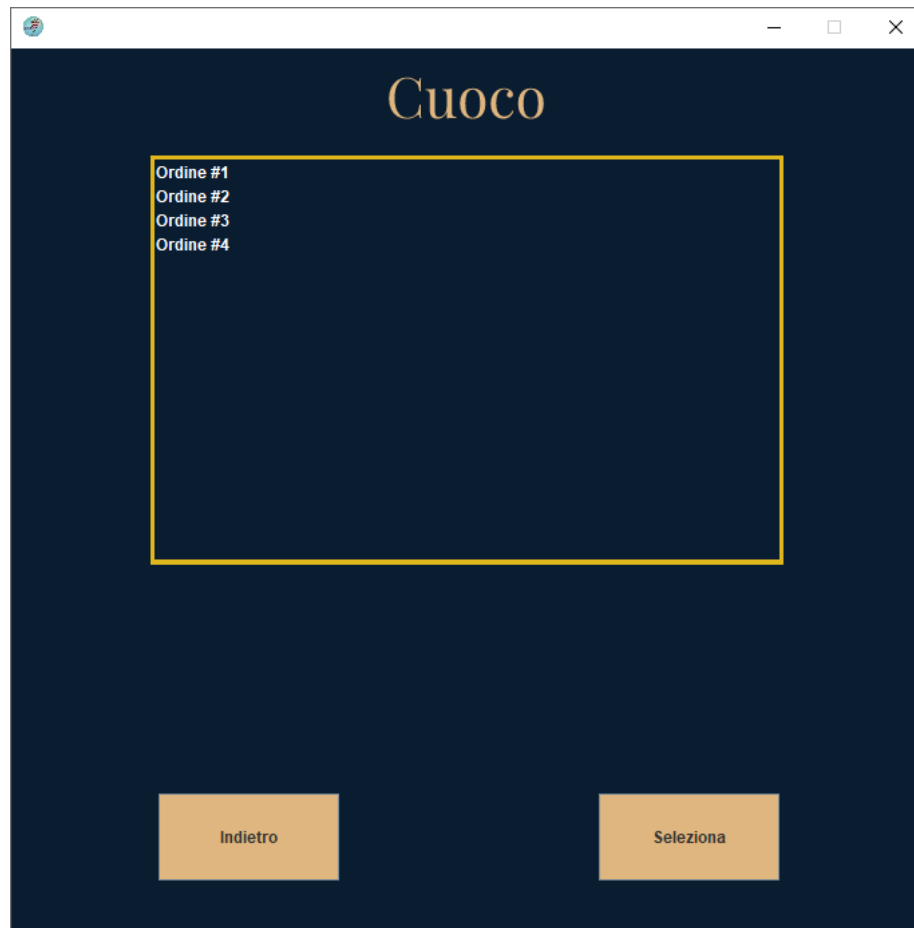 Cuoco
Ordine #1
Ordine #2
Ordine #3
Ordine #4
Indietro
Seleziona